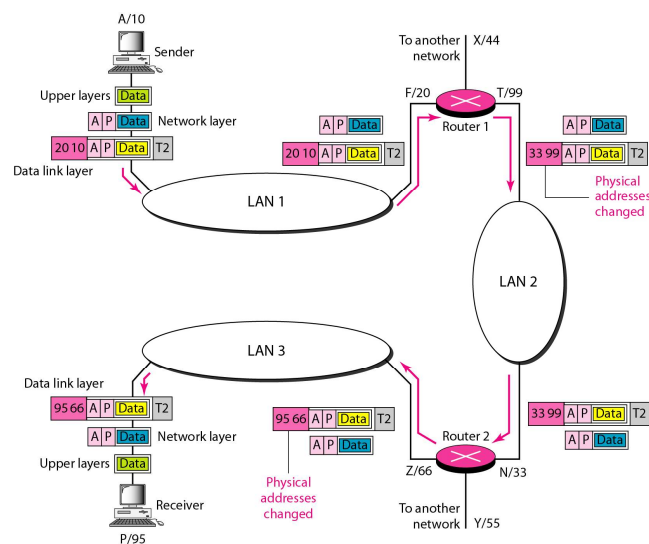 A/10
Sender
To another
network
X/44
F/20
T/99
Router 1
Upper layers Data
A P Data Network layer
20 10 A P Data T2
Data link layer
A P Data
20 10 A P Data T2
A P Data
33 99 A P Data T2
Physical
addresses
changed
LAN 1
LAN 2
LAN 3
Data link layer
95 66 A P Data T2
A P Data Network layer
Upper layers Data
Receiver
P/95
95 66 A P Data T2
A P Data
Physical
addresses
changed
33 99 A P Data T2
A P Data
Router 2
Z/66
N/33
To another
network
Y/55